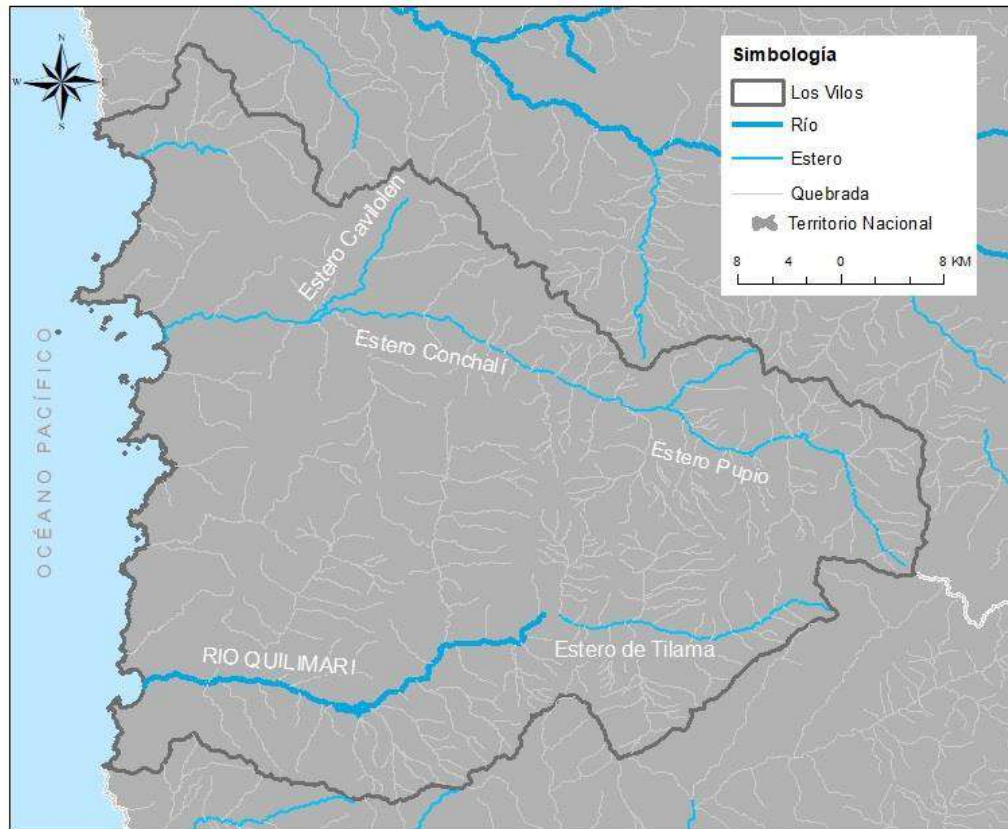 N
W E
S
Simbología
Los Vilos
Río
Estero
Quebrada
Territorio Nacional
8 4 0 8 KM
Estero Cavilolen
Estero Conchalí
Estero Pupio
OCÉANO PACÍFICO
Estero de Tilama
RIO QUILIMARI